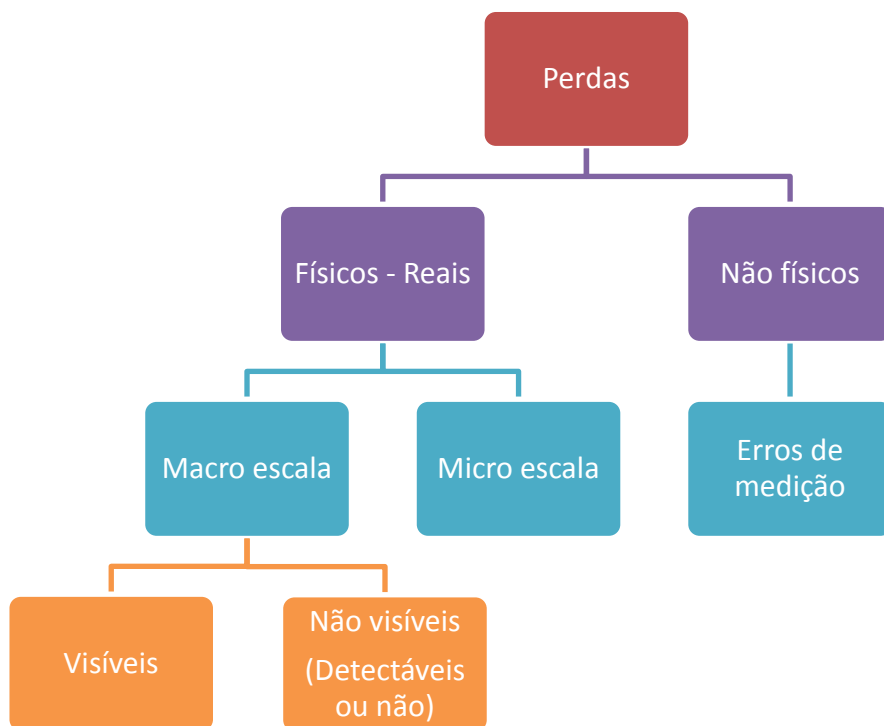 Perdas
Físicos - Reais
Não físicos
Macro escala
Micro escala
Erros de
medição
Visíveis
Não visíveis
(Detectáveis
ou não)